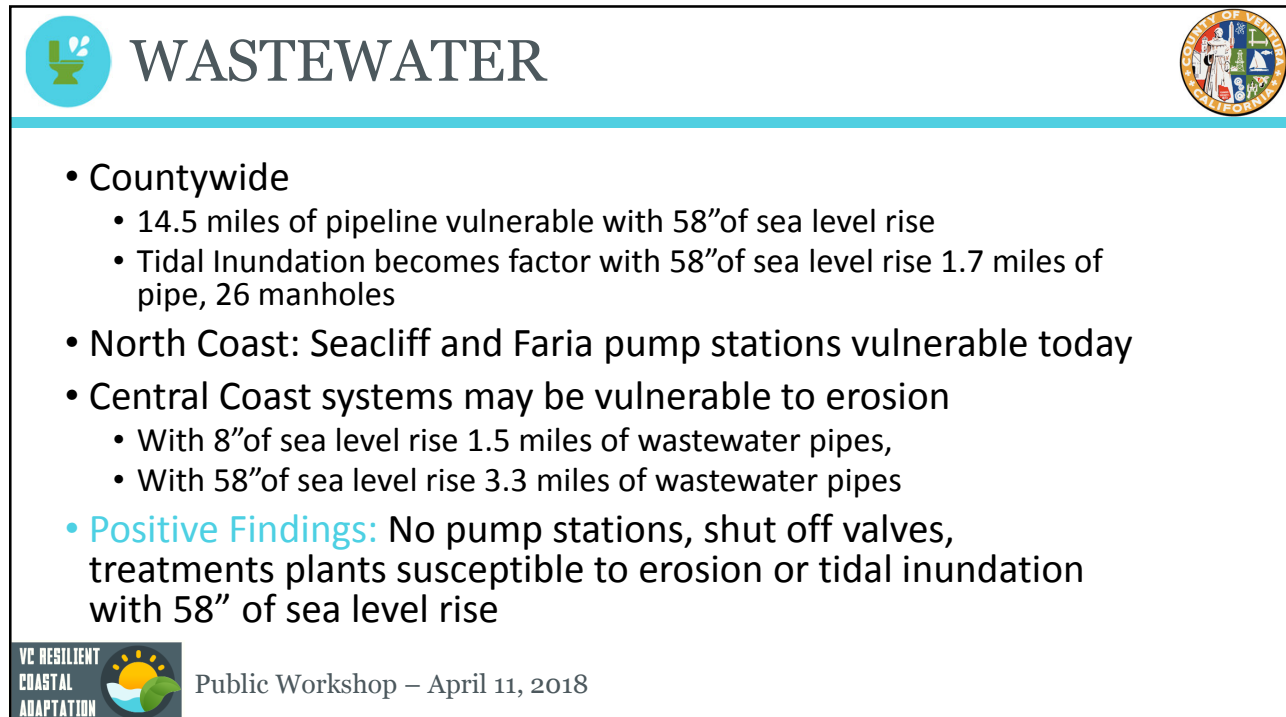 WASTEWATER
COUNTY OF VENTURA
CALIFORNIA
• Countywide
• 14.5 miles of pipeline vulnerable with 58”of sea level rise
• Tidal Inundation becomes factor with 58”of sea level rise 1.7 miles of
pipe, 26 manholes
• North Coast: Seacliff and Faria pump stations vulnerable today
• Central Coast systems may be vulnerable to erosion
• With 8”of sea level rise 1.5 miles of wastewater pipes,
• With 58”of sea level rise 3.3 miles of wastewater pipes
• Positive Findings: No pump stations, shut off valves,
treatments plants susceptible to erosion or tidal inundation
with 58” of sea level rise
VC RESILIENT
COASTAL
ADAPTATION
Public Workshop – April 11, 2018